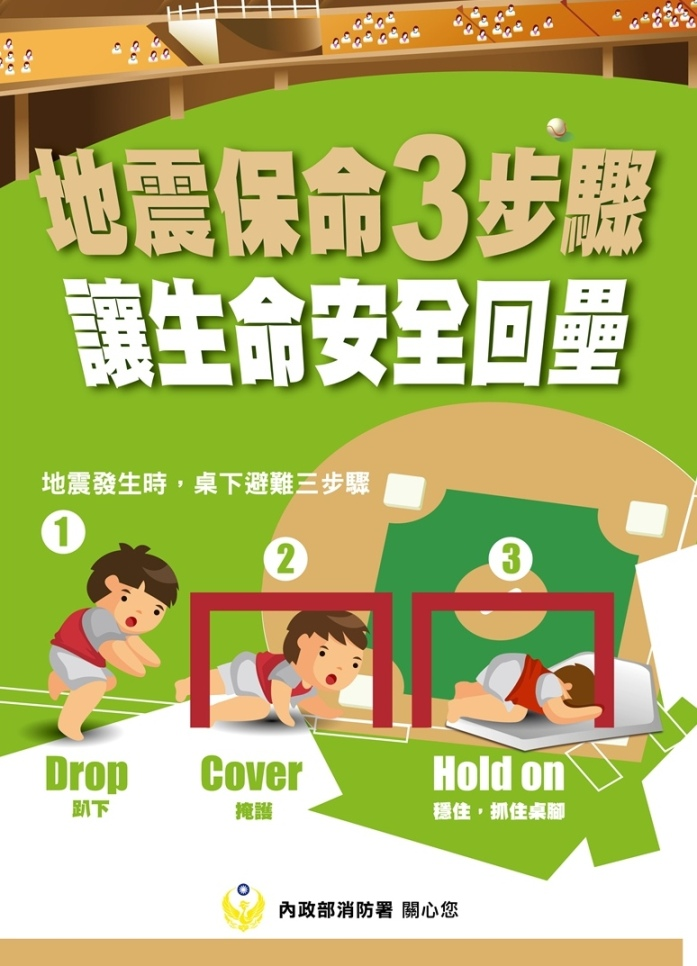 地震保命3步驟
讓生命安全回壘
地震發生時，桌下避難三步驟
1
2
3
Drop
趴下
Cover
掩護
Hold on
穩住，抓住桌腳
內政部消防署 關心您